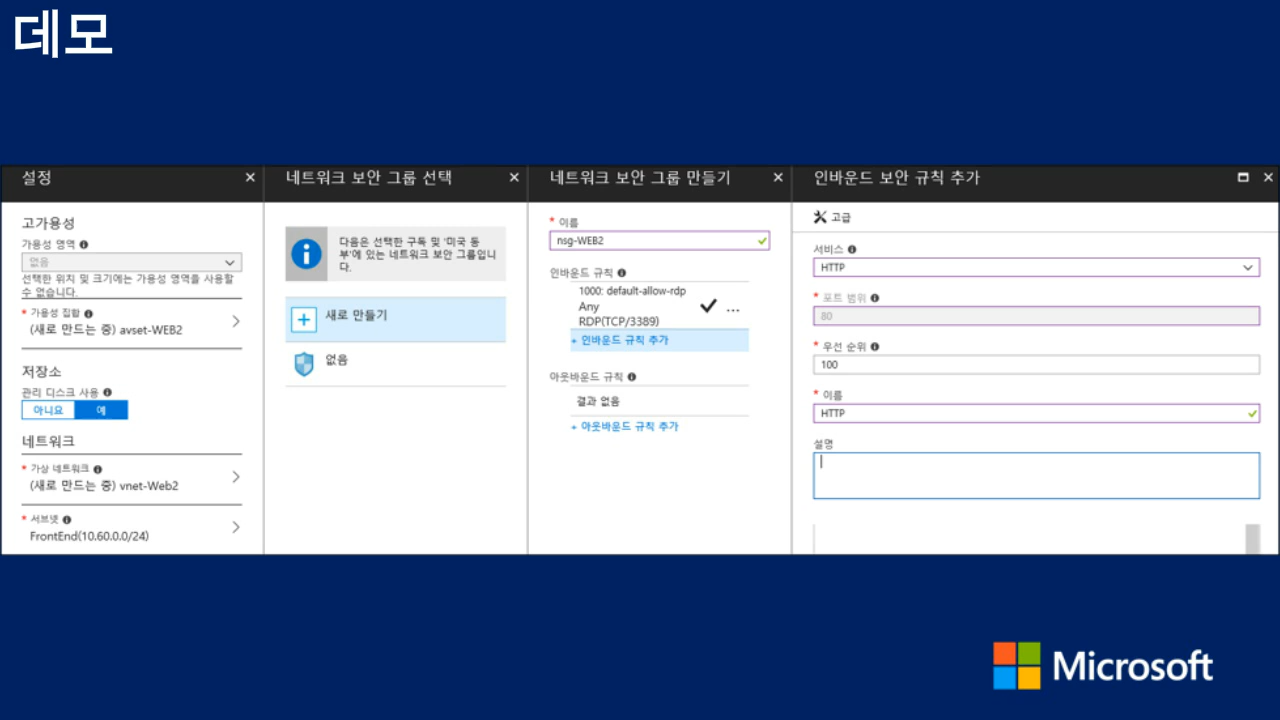 데모
설정
고가용성
가용성 영역
없음
선택한 위치 및 크기에는 가용성 영역을 사용할
수 없습니다.
* 가용성 집합
(새로 만드는 중) avset-WEB2
저장소
관리 디스크 사용
아니요 예
네트워크
* 가상 네트워크
(새로 만드는 중) vnet-Web2
* 서브넷
FrontEnd(10.60.0.0/24)
네트워크 보안 그룹 선택
다음은 선택한 구독 및 '미국 동
부'에 있는 네트워크 보안 그룹입니
다.
새로 만들기
없음
네트워크 보안 그룹 만들기
* 이름
nsg-WEB2
인바운드 규칙
1000: default-allow-rdp
Any
RDP(TCP/3389)
...
+ 인바운드 규칙 추가
아웃바운드 규칙
결과 없음
+ 아웃바운드 규칙 추가
인바운드 보안 규칙 추가
고급
서비스
HTTP
* 포트 범위
80
* 우선 순위
100
* 이름
HTTP
설명
Microsoft